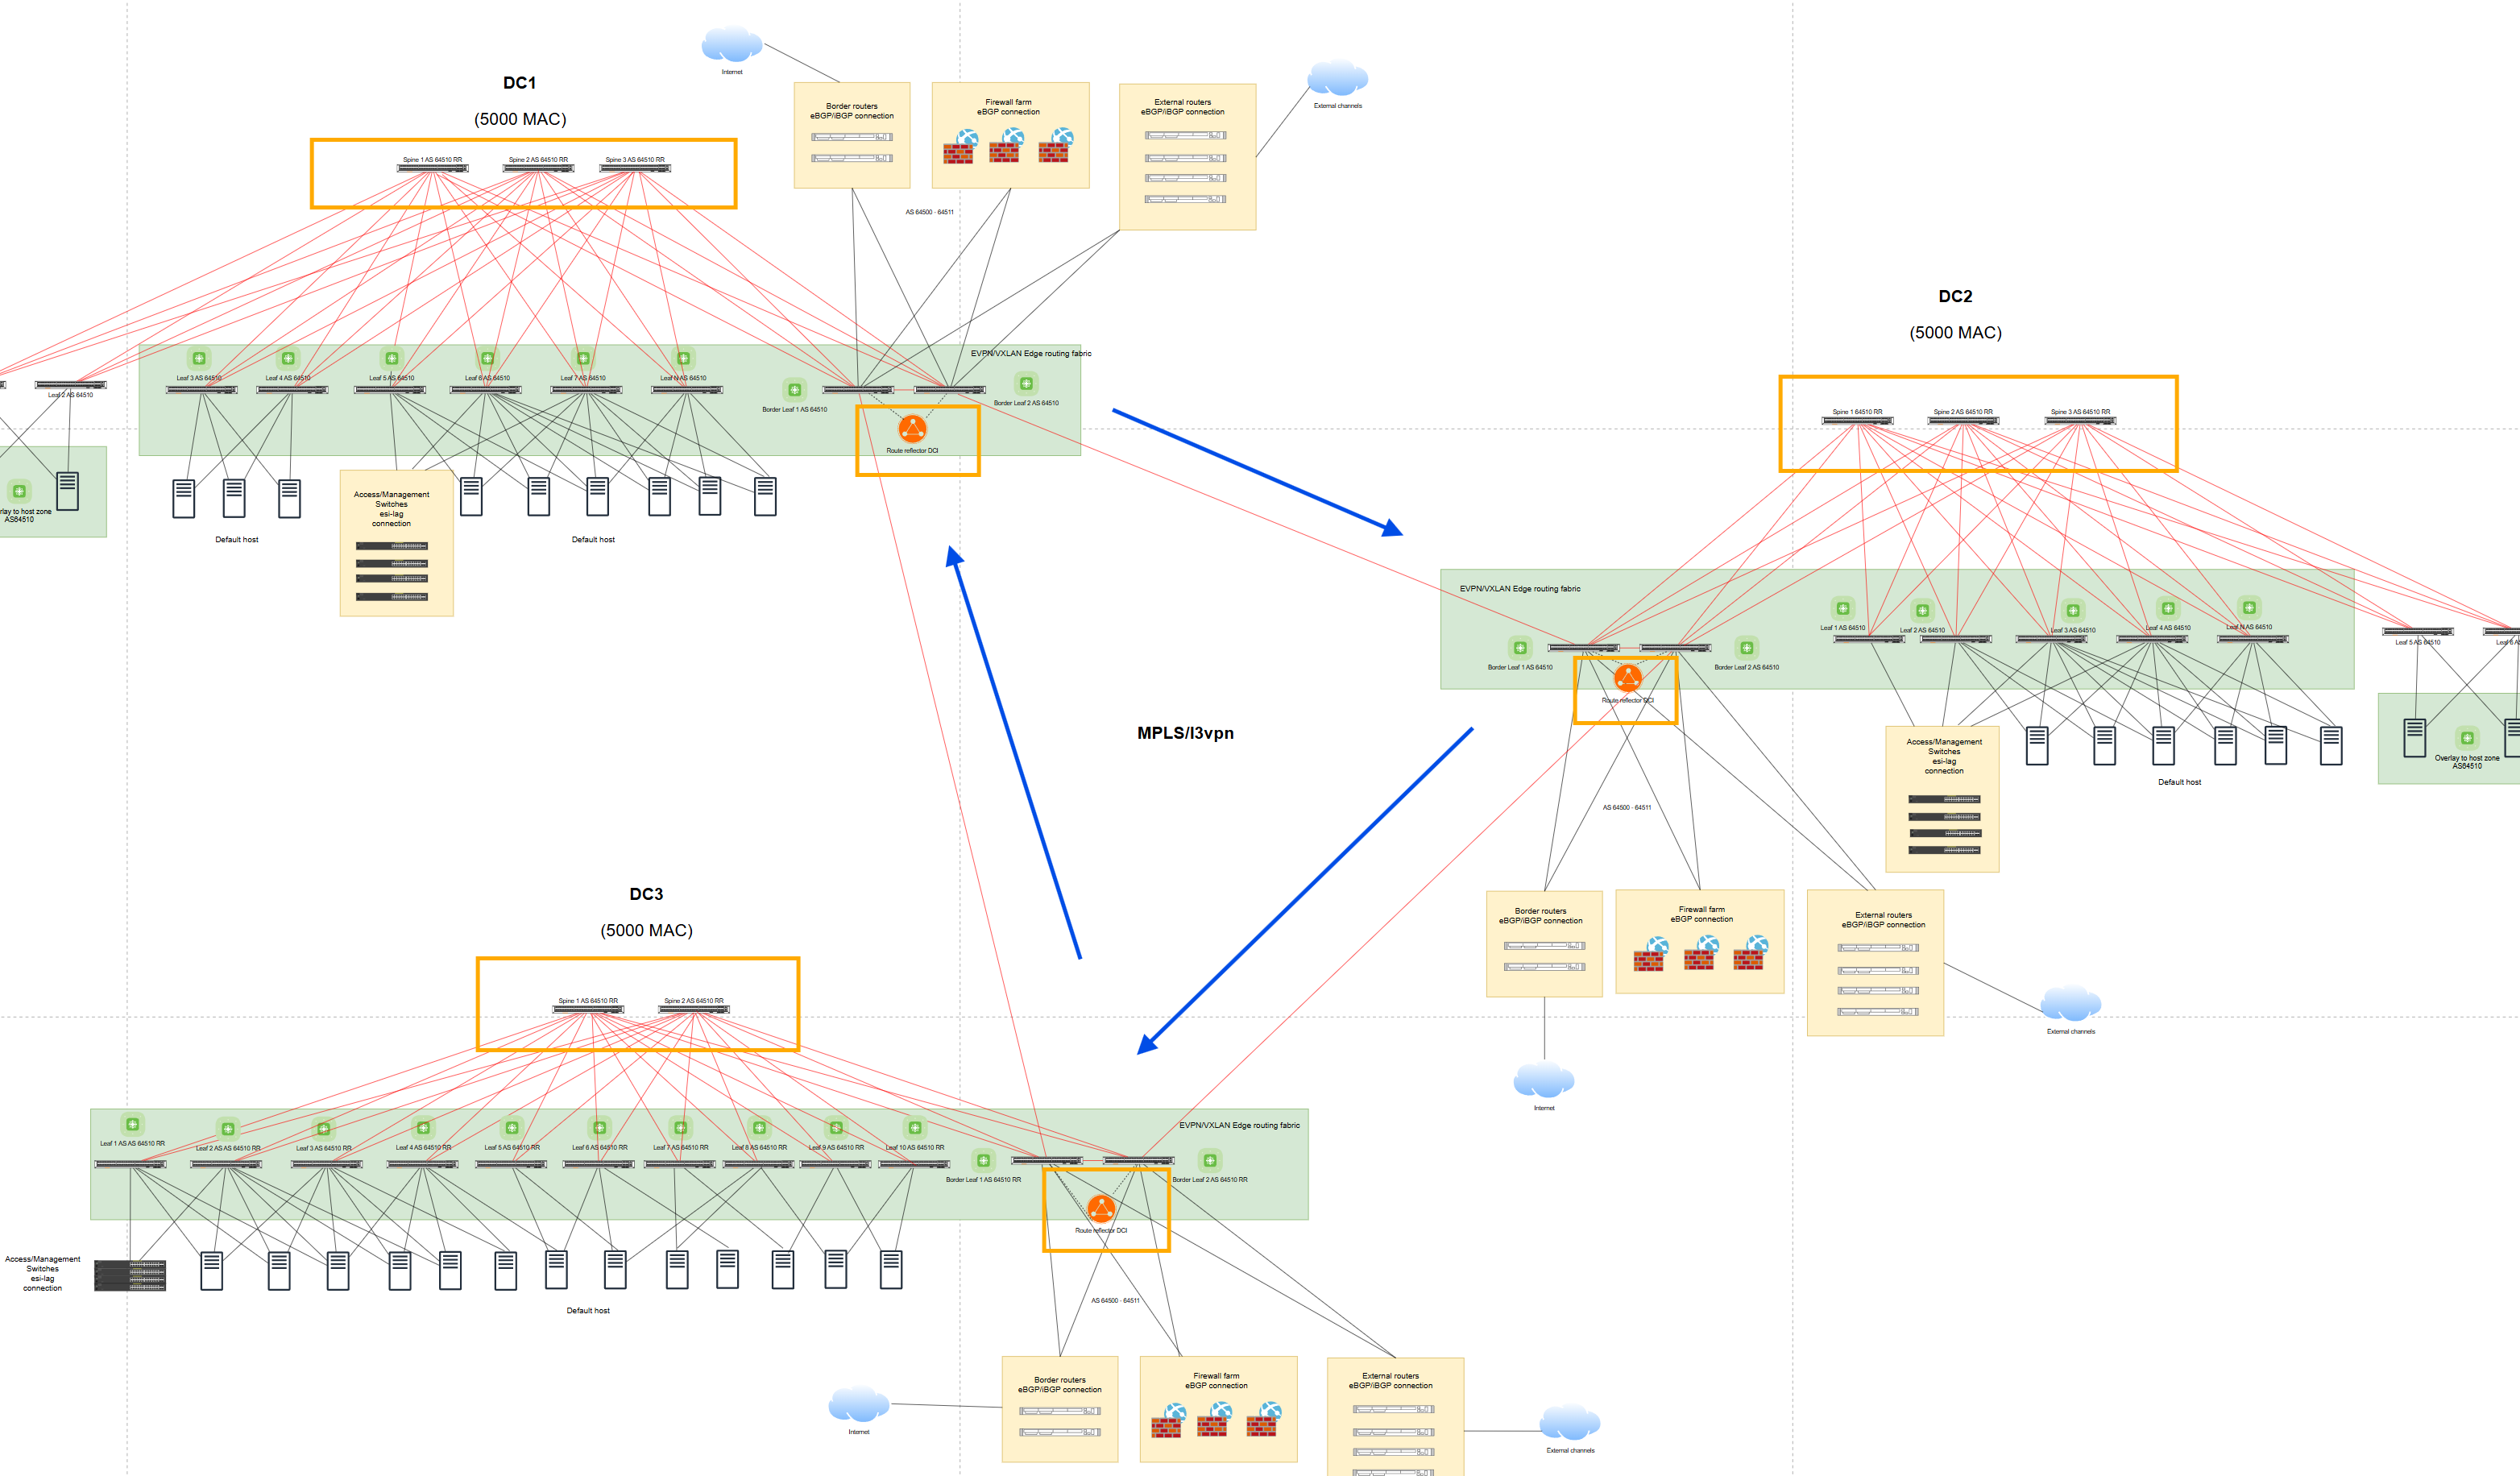 Internet
DC1
(5000 MAC)
Border routers
eBGP/iBGP connection
Firewall farm
eBGP connection
External routers
eBGP/iBGP connection
External channels
Spine 1 AS 64510 RR
Spine 2 AS 64510 RR
Spine 3 AS 64510 RR
AS 64500 - 64511
EVPN/VXLAN Edge routing fabric
Leaf 2 AS 64510
Leaf 3 AS 64510
Leaf 4 AS 64510
Leaf 5 AS 64510
Leaf 6 AS 64510
Leaf 7 AS 64510
Leaf N AS 64510
Border Leaf 1 AS 64510
Border Leaf 2 AS 64510
Route reflector DCI
to host zone
AS64510
Default host
Access/Management
Switches
esi-lag
connection
Default host
DC2
(5000 MAC)
Spine 1 64510 RR
Spine 2 AS 64510 RR
Spine 3 AS 64510 RR
EVPN/VXLAN Edge routing fabric
Border Leaf 1 AS 64510
Border Leaf 2 AS 64510
Route reflector DCI
Leaf 1 AS 64510
Leaf 2 AS 64510
Leaf 3 AS 64510
Leaf 4 AS 64510
Leaf N AS 64510
Leaf 5 AS 64510
Access/Management
Switches
esi-lag
connection
Default host
Overlay to host zone
AS64510
AS 64500 - 64511
Border routers
eBGP/iBGP connection
Firewall farm
eBGP connection
External routers
eBGP/iBGP connection
External channels
Internet
MPLS/l3vpn
DC3
(5000 MAC)
Spine 1 AS 64510 RR
Spine 2 AS 64510 RR
EVPN/VXLAN Edge routing fabric
Leaf 1 AS AS 64510 RR
Leaf 2 AS AS 64510 RR
Leaf 3 AS 64510 RR
Leaf 4 AS 64510 RR
Leaf 5 AS 64510 RR
Leaf 6 AS 64510 RR
Leaf 7 AS 64510 RR
Leaf 8 AS 64510 RR
Leaf 9 AS 64510 RR
Leaf 10 AS 64510 RR
Border Leaf 1 AS 64510 RR
Border Leaf 2 AS 64510 RR
Route reflector DCI
Access/Management
Switches
esi-lag
connection
Default host
AS 64500 - 64511
Border routers
eBGP/iBGP connection
Firewall farm
eBGP connection
External routers
eBGP/iBGP connection
Internet
External channels